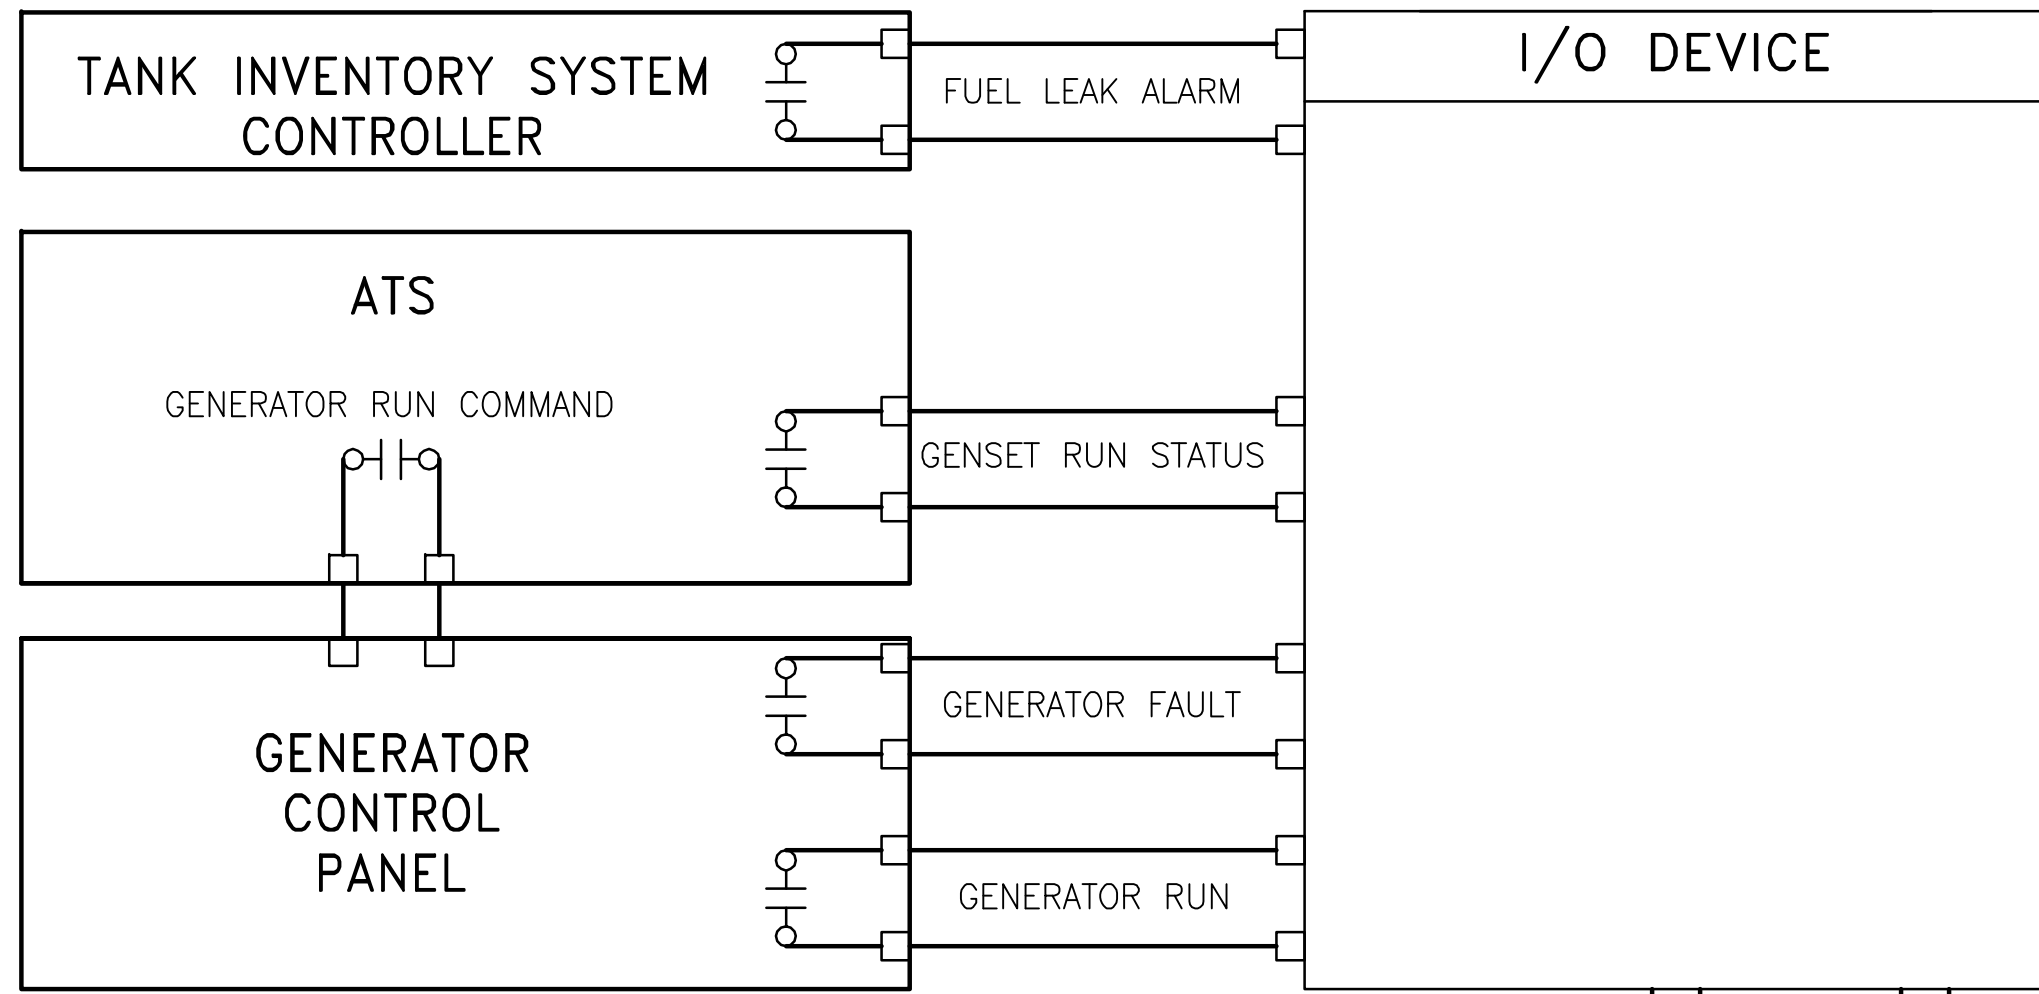 TANK INVENTORY SYSTEM
CONTROLLER
FUEL LEAK ALARM
I/O DEVICE
ATS
GENERATOR RUN COMMAND
GENSET RUN STATUS
GENERATOR
CONTROL
PANEL
GENERATOR FAULT
GENERATOR RUN